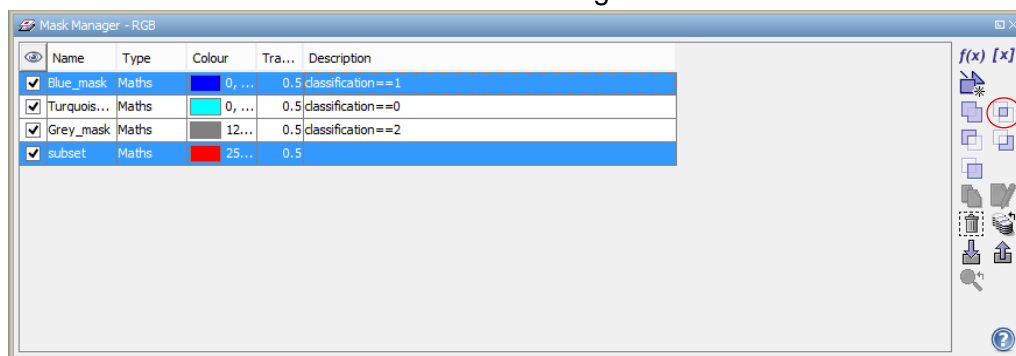 Mask Manager - RGB
Name Type Colour Tra... Description
Blue_mask Maths 0, ... 0.5 classification==1
Turquois... Maths 0, ... 0.5 classification==0
Grey_mask Maths 12... 0.5 classification==2
subset Maths 25... 0.5
f(x) [x]
?